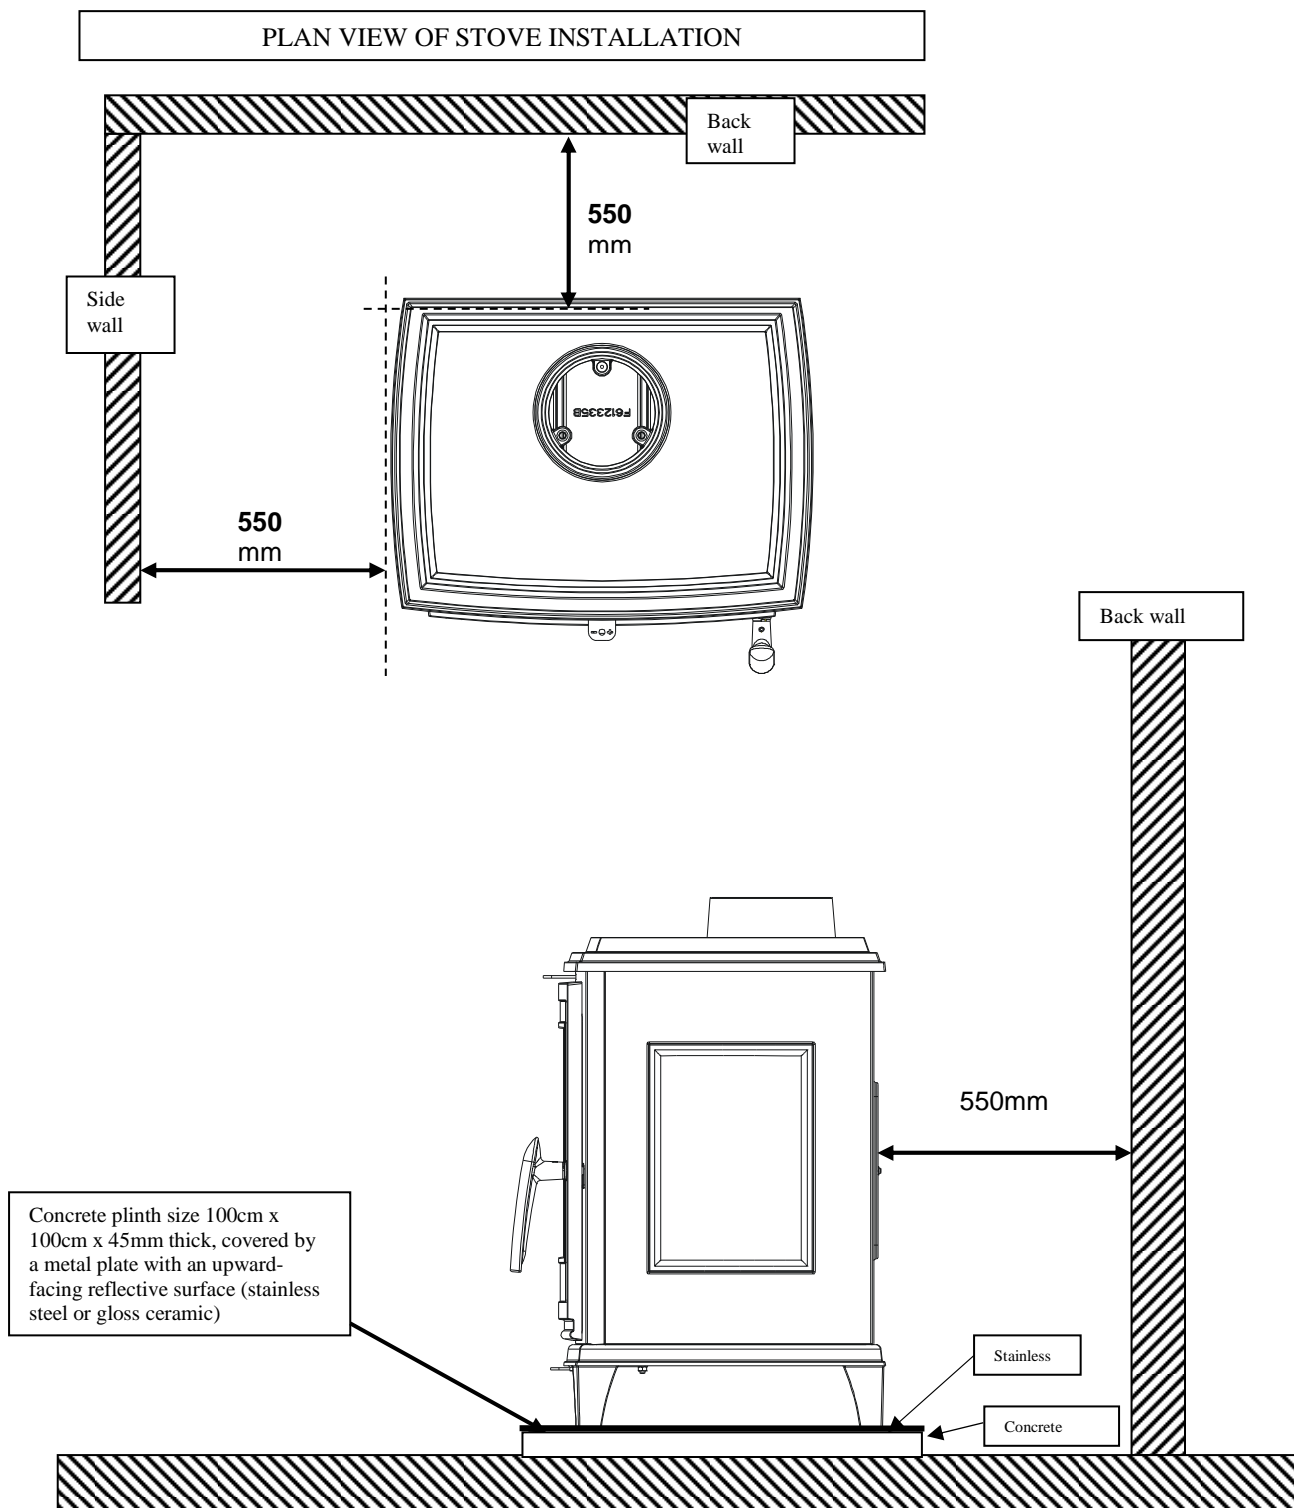 PLAN VIEW OF STOVE INSTALLATION
Back
wall
550
mm
Side
wall
F612335B
550
mm
Back wall
550mm
Concrete plinth size 100cm x
100cm x 45mm thick, covered by
a metal plate with an upward-
facing reflective surface (stainless
steel or gloss ceramic)
Stainless
Concrete